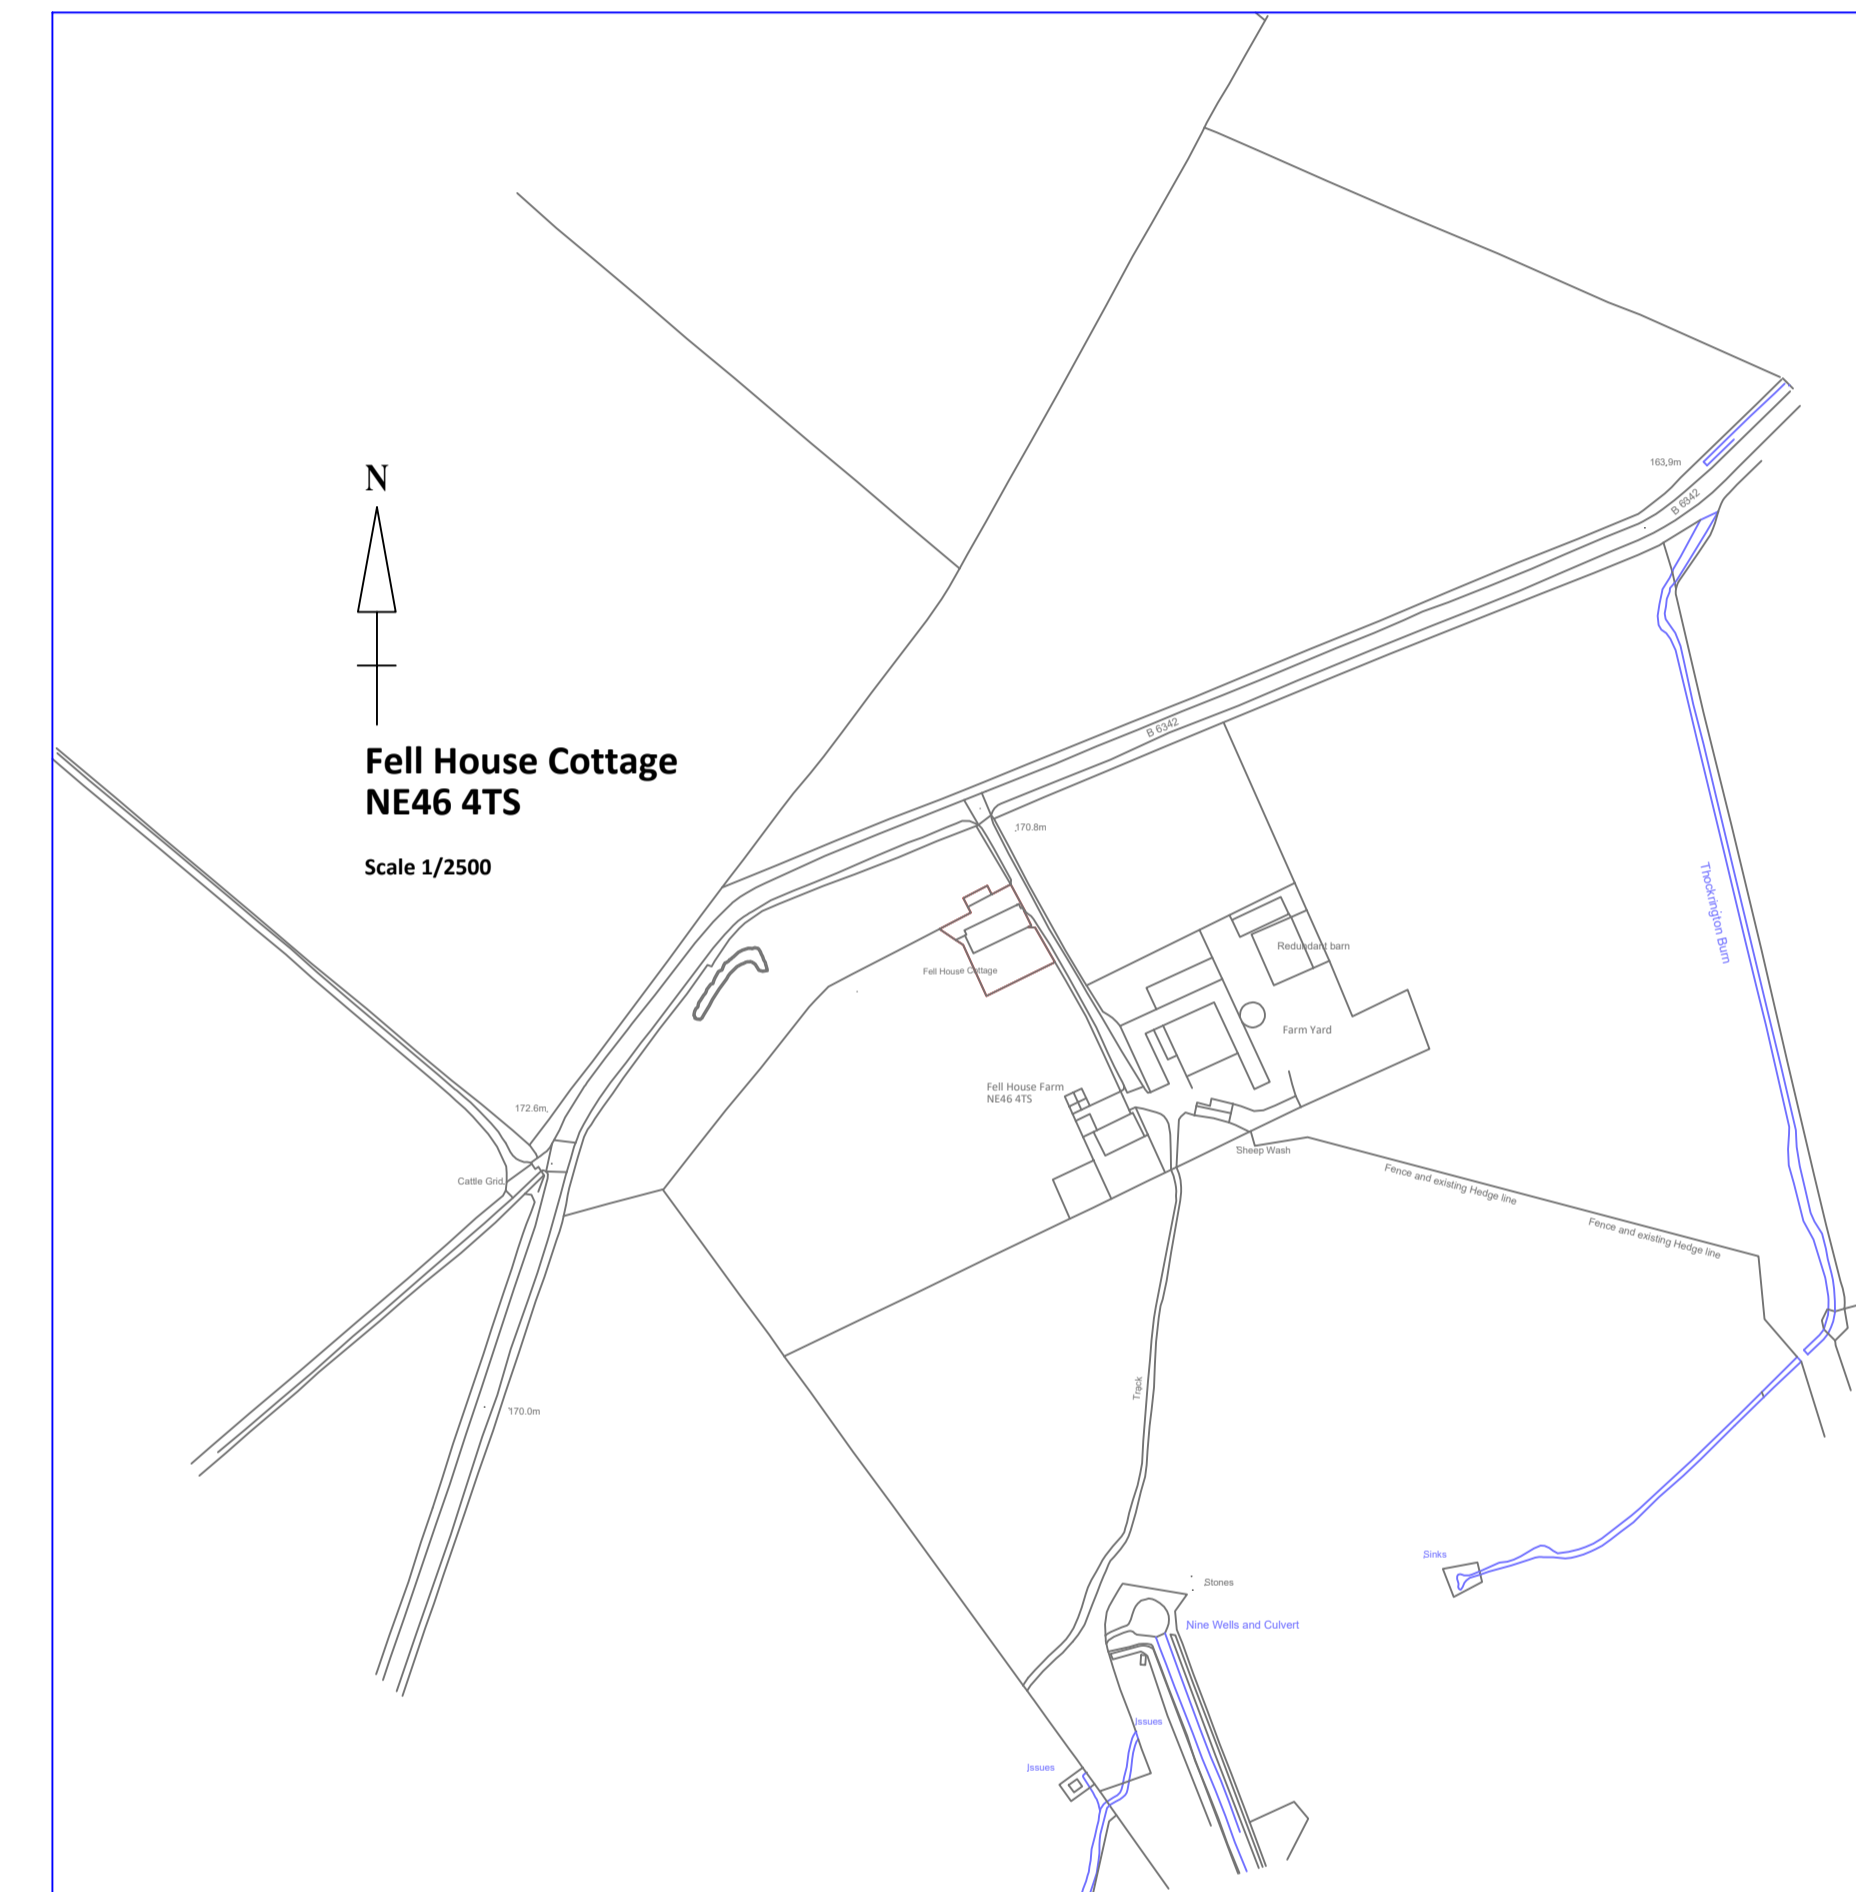 N
163.9m
B 6342
B 6342
Fell House Cottage
NE46 4TS
Scale 1/2500
170.8m
Thockrington Burn
Redundant barn
Fell House Cottage
Farm Yard
Fell House Farm
NE46 4TS
172.6m
Sheep Wash
Cattle Grid
Fence and existing Hedge line
Fence and existing Hedge line
Track
170.0m
Sinks
Stones
Nine Wells and Culvert
Issues
Issues